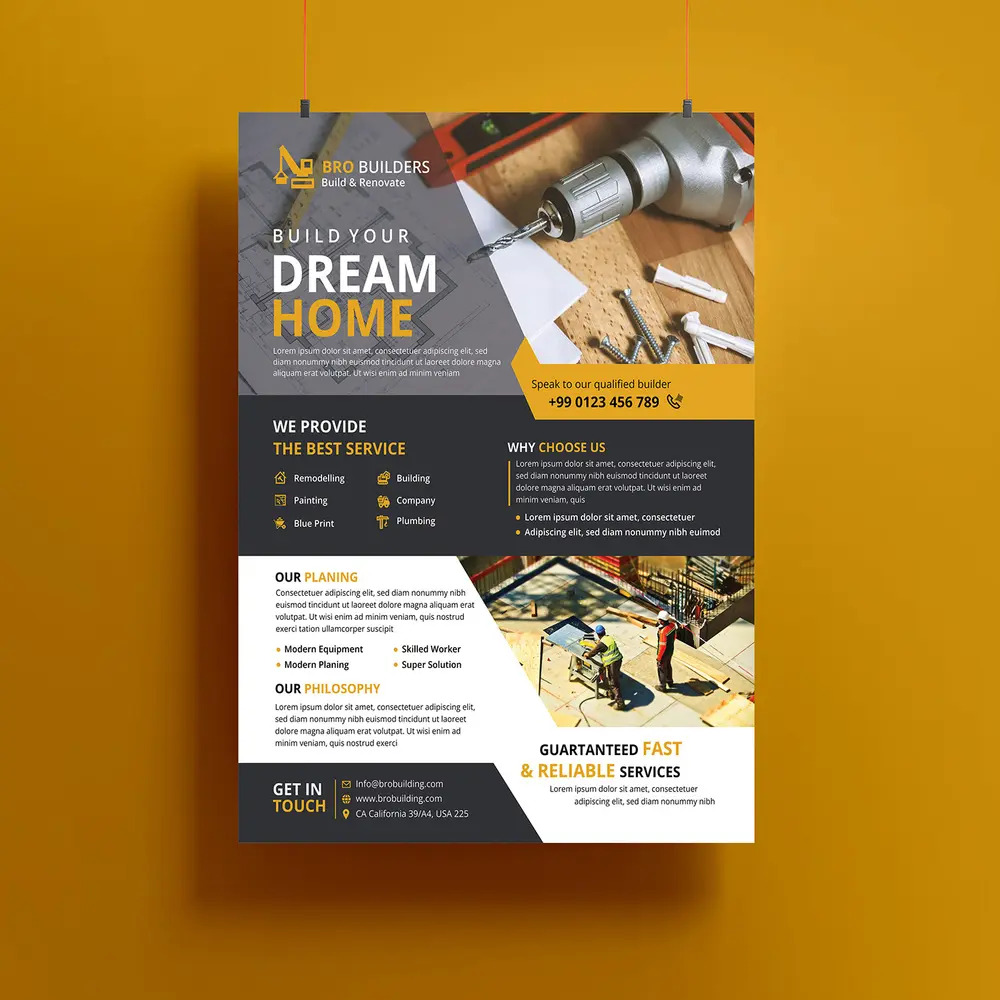 BRO BUILDERS
Build & Renovate
BUILD YOUR
DREAM
HOME
Lorem ipsum dolor sit amet, consectetuer adipiscing elit, sed
diam nonummy nibh euismod tincidunt ut laoreet dolore magna
aliquam erat volutpat. Ut wisi enim ad minim veniam
Speak to our qualified builder
+99 0123 456 789
WE PROVIDE
THE BEST SERVICE
Remodelling
Building
Painting
Company
Blue Print
Plumbing
WHY CHOOSE US
Lorem ipsum dolor sit amet, consectetuer adipiscing elit,
sed diam nonummy nibh euismod tincidunt ut laoreet
dolore magna aliquam erat volutpat. Ut wisi enim ad
minim veniam, quis
Lorem ipsum dolor sit amet, consectetuer
Adipiscing elit, sed diam nonummy nibh euimod
OUR PLANING
Consectetuer adipiscing elit, sed diam nonummy nibh
euismod tincidunt ut laoreet dolore magna aliquam erat
volutpat. Ut wisi enim ad minim veniam, quis nostrud
exerci tation ullamcorper suscipit
Modern Equipment
Skilled Worker
Modern Planing
Super Solution
OUR PHILOSOPHY
Lorem ipsum dolor sit amet, consectetuer adipiscing elit,
sed diam nonummy nibh euismod tincidunt ut laoreet
dolore magna aliquam erat volutpat. Ut wisi enim ad
minim veniam, quis nostrud exerci
GUARTANTEED FAST
& RELIABLE SERVICES
Lorem ipsum dolor sit amet, consectetuer
adipiscing elit, sed diam nonummy nibh
GET IN
TOUCH
Info@brobuilding.com
www.brobuilding.com
CA California 39/A4, USA 225